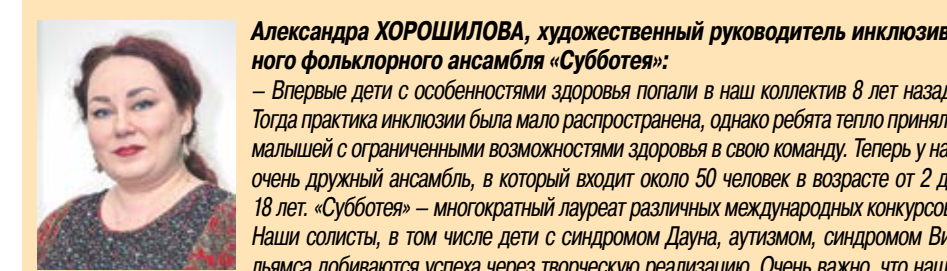 Александра ХОРОШИЛОВА, художественный руководитель инклюзив
ного фольклорного ансамбля «Субботея»:
– Впервые дети с особенностями здоровья попали в наш коллектив 8 лет назад
Тогда практика инклюзии была мало распространена, однако ребята тепло принял
малышей с ограниченными возможностями здоровья в свою команду. Теперь у на
очень дружный ансамбль, в который входит около 50 человек в возрасте от 2 д
18 лет. «Субботея» – многократный лауреат различных международных конкурсо
Наши солисты, в том числе дети с синдромом Дауна, аутизмом, синдромом Ви
льямса добиваются успеха через творческую реализацию. Очень важно, что наш